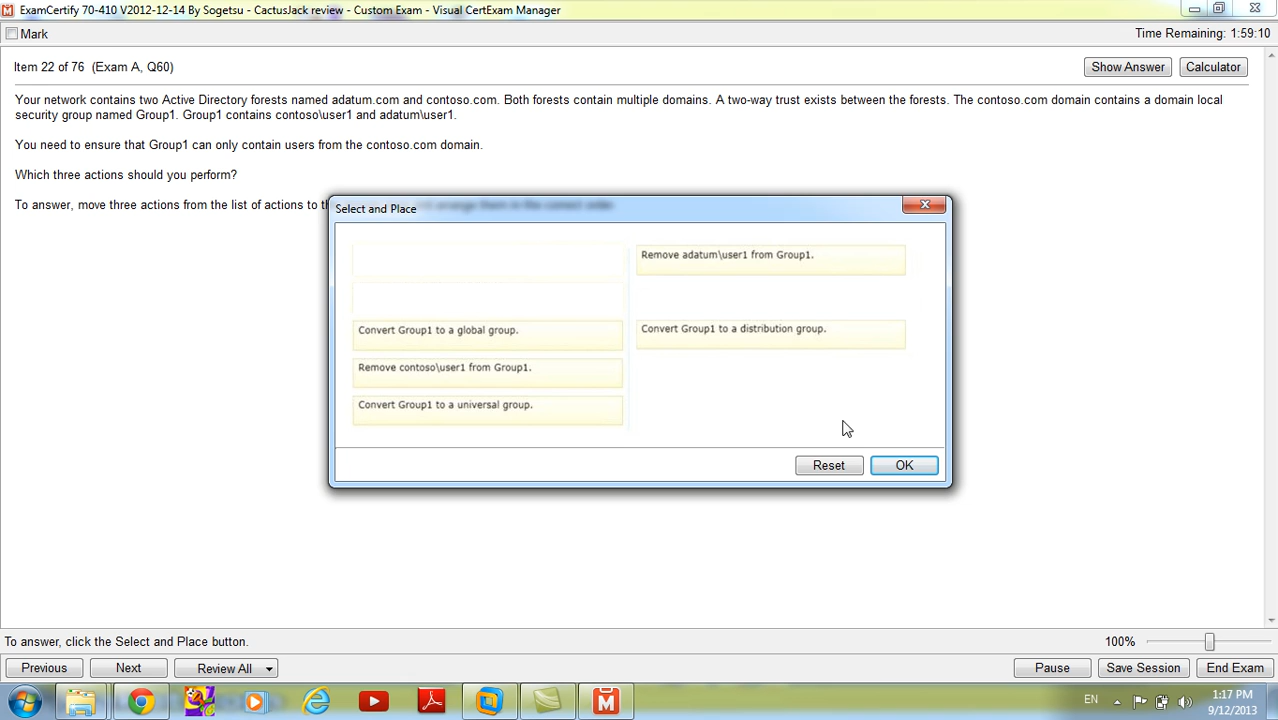 ExamCertify 70-410 V2012-12-14 By Sogetsu - CactusJack review - Custom Exam - Visual CertExam Manager
Mark
Time Remaining: 1:59:10
Item 22 of 76 (Exam A, Q60)
Show Answer
Calculator
Your network contains two Active Directory forests named adatum.com and contoso.com. Both forests contain multiple domains. A two-way trust exists between the forests. The contoso.com domain contains a domain local
security group named Group1. Group1 contains contoso\user1 and adatum\user1.
You need to ensure that Group1 can only contain users from the contoso.com domain.
Which three actions should you perform?
To answer, move three actions from the list of actions to th arrange them in the correct order
Select and Place
Remove adatum\user1 from Group1.
Convert Group1 to a global group.
Convert Group1 to a distribution group.
Remove contoso\user1 from Group1.
Convert Group1 to a universal group.
Reset
OK
To answer, click the Select and Place button.
100%
Previous
Next
Review All
Pause
Save Session
End Exam
EN
1:17 PM
9/12/2013